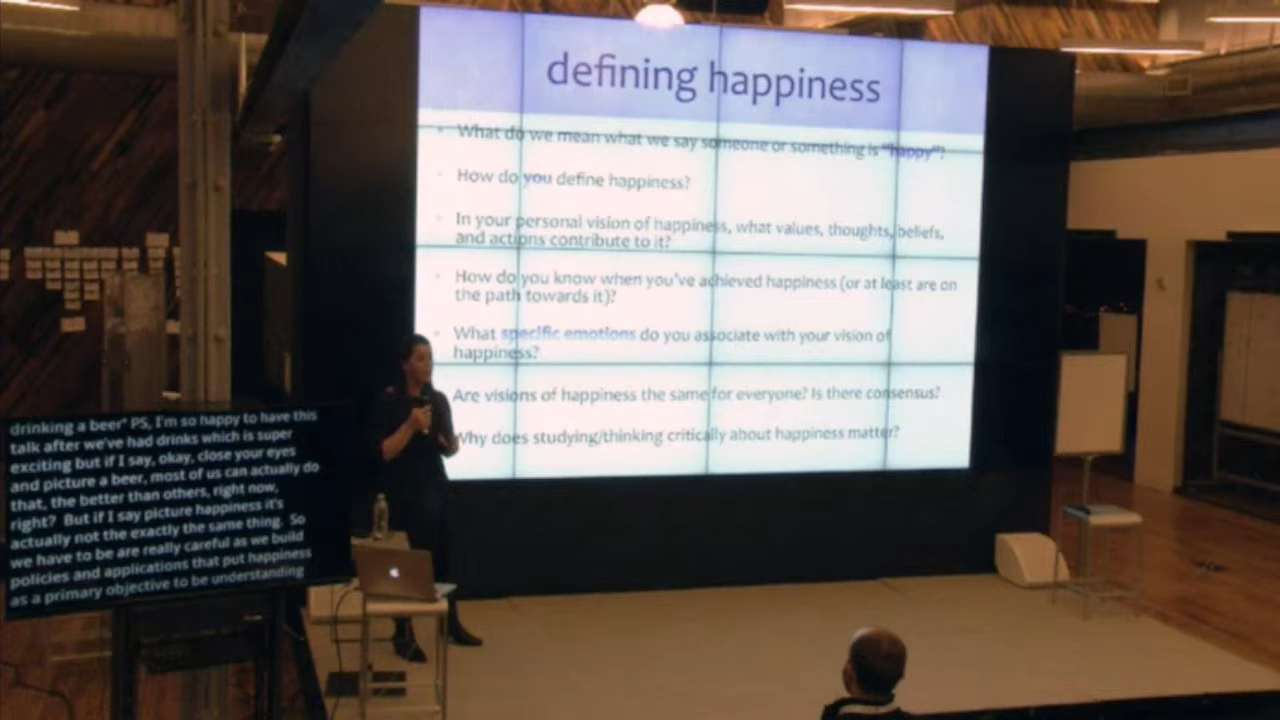 defining happiness
What do we mean what we say someone or something is "happy"?
How do you define happiness?
In your personal vision of happiness, what values, thoughts, beliefs,
and actions contribute to it?
How do you know when you've achieved happiness (or at least are on
the path towards it)?
What specific emotions do you associate with your vision of
happiness?
Are visions of happiness the same for everyone? Is there consensus?
Why does studying/thinking critically about happiness matter?
drinking a beer" PS, I'm so happy to have this
talk after we've had drinks which is super
exciting but if I say, okay, close your eyes
and picture a beer, most of us can actually do
that, the better than others, right now,
right? But if I say picture happiness it's
actually not the exactly the same thing. So
we have to be are really careful as we build
policies and applications that put happiness
as a primary objective to be understanding